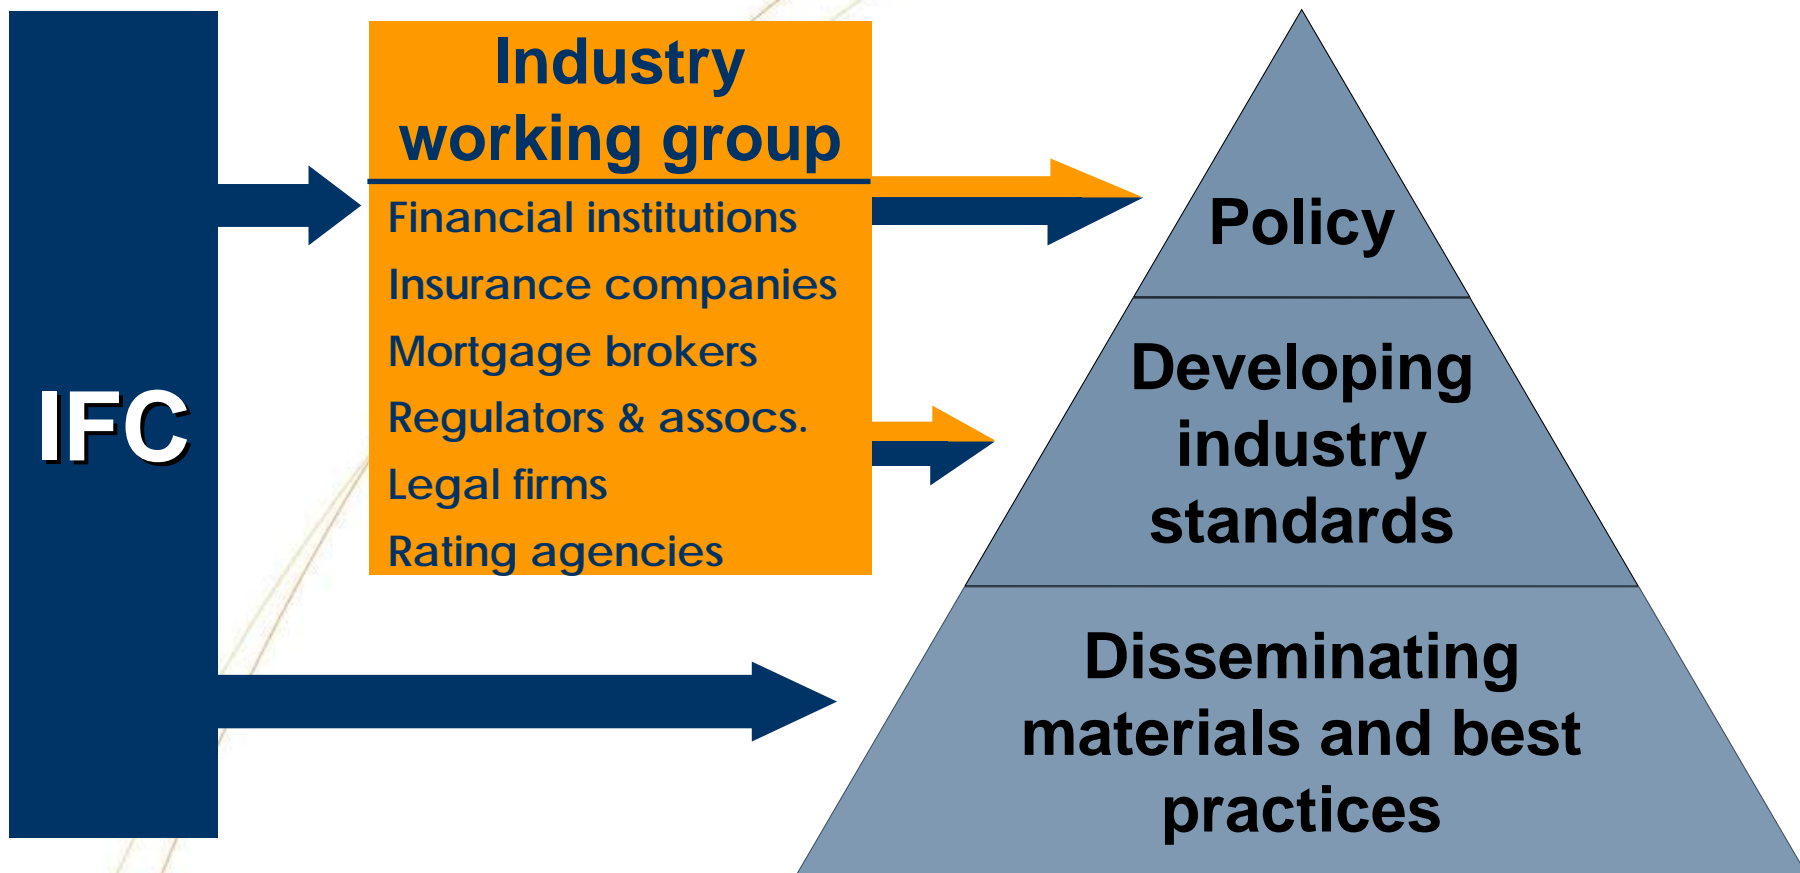 IFC
Industry
working group
Financial institutions
Insurance companies
Mortgage brokers
Regulators & assocs.
Legal firms
Rating agencies
Policy
Developing
industry
standards
Disseminating
materials and best
practices